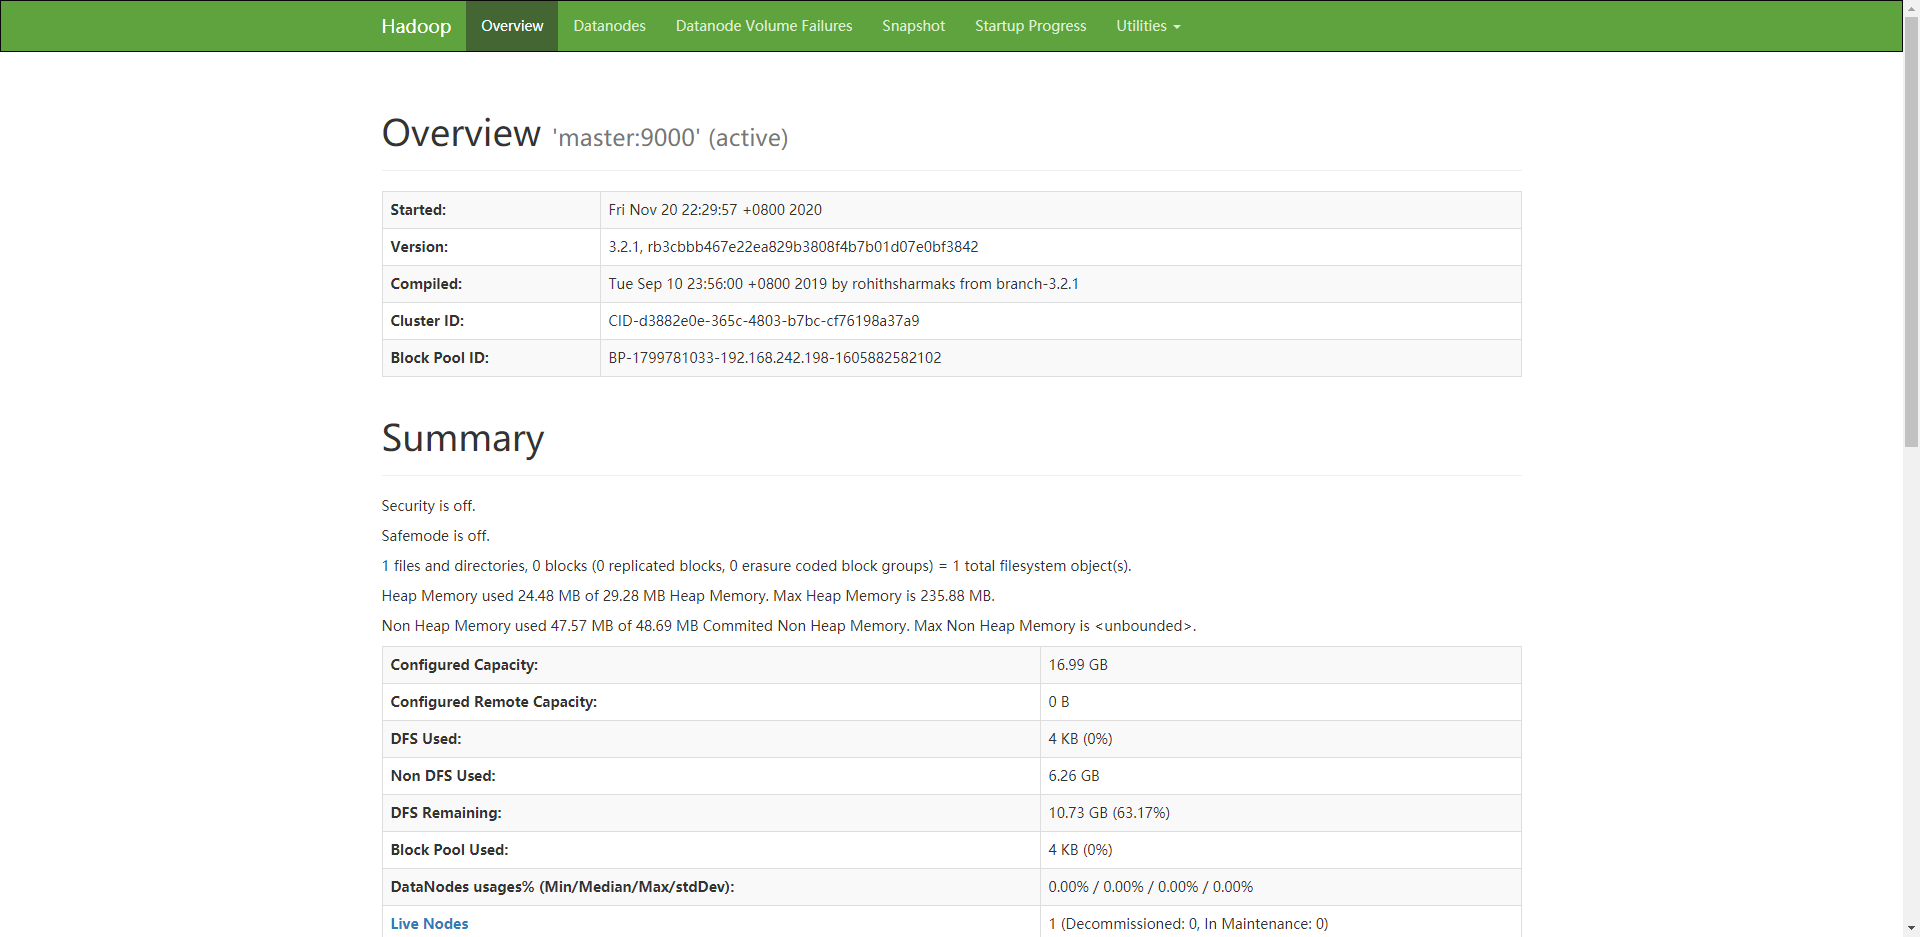 Hadoop Overview Datanodes Datanode Volume Failures Snapshot Startup Progress Utilities
Overview 'master:9000' (active)
Started: Fri Nov 20 22:29:57 +0800 2020
Version: 3.2.1, rb3cbbb467e22ea829b3808f4b7b01d07e0bf3842
Compiled: Tue Sep 10 23:56:00 +0800 2019 by rohithsharmaks from branch-3.2.1
Cluster ID: CID-d3882e0e-365c-4803-b7bc-cf76198a37a9
Block Pool ID: BP-1799781033-192.168.242.198-1605882582102
Summary
Security is off.
Safemode is off.
1 files and directories, 0 blocks (0 replicated blocks, 0 erasure coded block groups) = 1 total filesystem object(s).
Heap Memory used 24.48 MB of 29.28 MB Heap Memory. Max Heap Memory is 235.88 MB.
Non Heap Memory used 47.57 MB of 48.69 MB Commited Non Heap Memory. Max Non Heap Memory is <unbounded>.
Configured Capacity: 16.99 GB
Configured Remote Capacity: 0 B
DFS Used: 4 KB (0%)
Non DFS Used: 6.26 GB
DFS Remaining: 10.73 GB (63.17%)
Block Pool Used: 4 KB (0%)
DataNodes usages% (Min/Median/Max/stdDev): 0.00% / 0.00% / 0.00% / 0.00%
Live Nodes 1 (Decommissioned: 0, In Maintenance: 0)